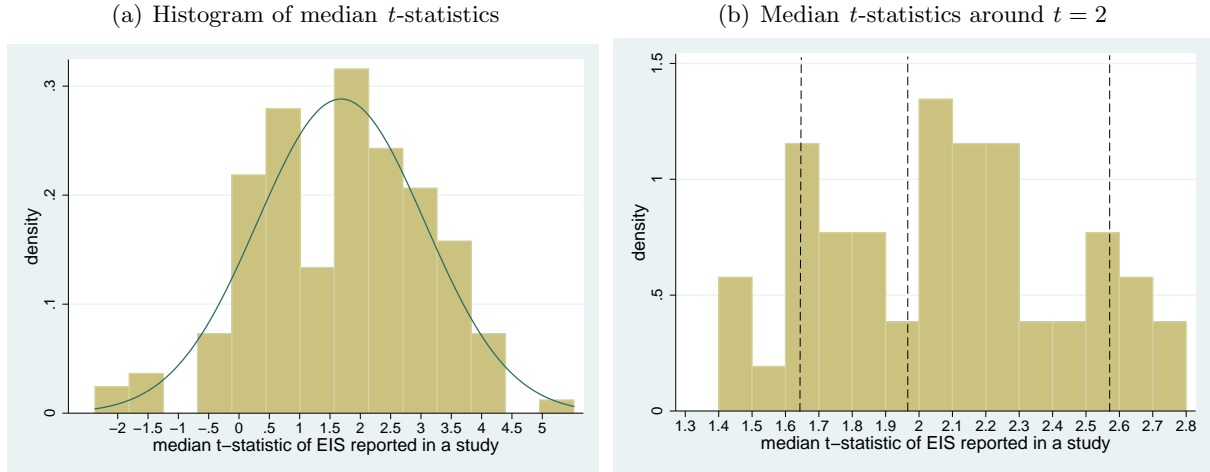 (a) Histogram of median t-statistics
(b) Median t-statistics around t = 2
.3
.2
.1
0
density
−2 −1 −.5 0 .5 1 1.5 2 2.5 3 3.5 4 4.5 5
median t−statistic of EIS reported in a study
1.5
1
.5
0
density
1.3 1.4 1.5 1.6 1.7 1.8 1.9 2 2.1 2.2 2.3 2.4 2.5 2.6 2.7 2.8
median t−statistic of EIS reported in a study